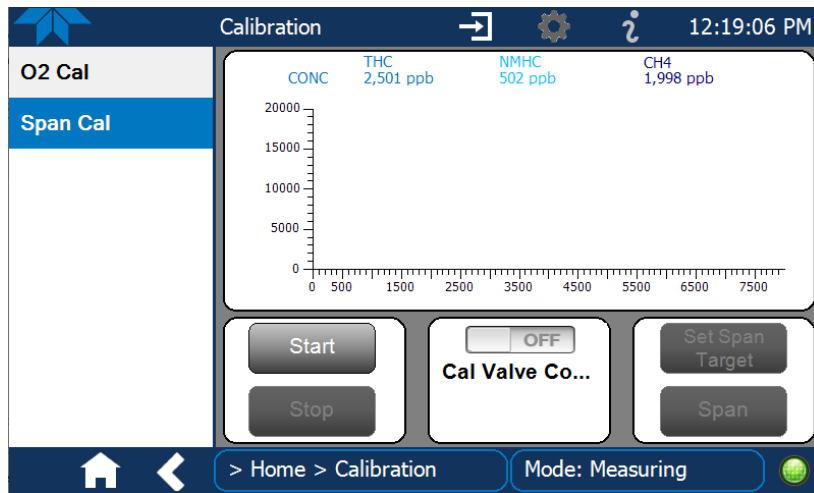 Calibration
12:19:06 PM
O2 Cal
Span Cal
THC NMHC CH4
CONC 2,501 ppb 502 ppb 1,998 ppb
20000
15000
10000
5000
0
0 500 1500 2500 3500 4500 5500 6500 7500
Start
Stop
OFF
Cal Valve Co...
Set Span
Target
Span
> Home > Calibration
Mode: Measuring